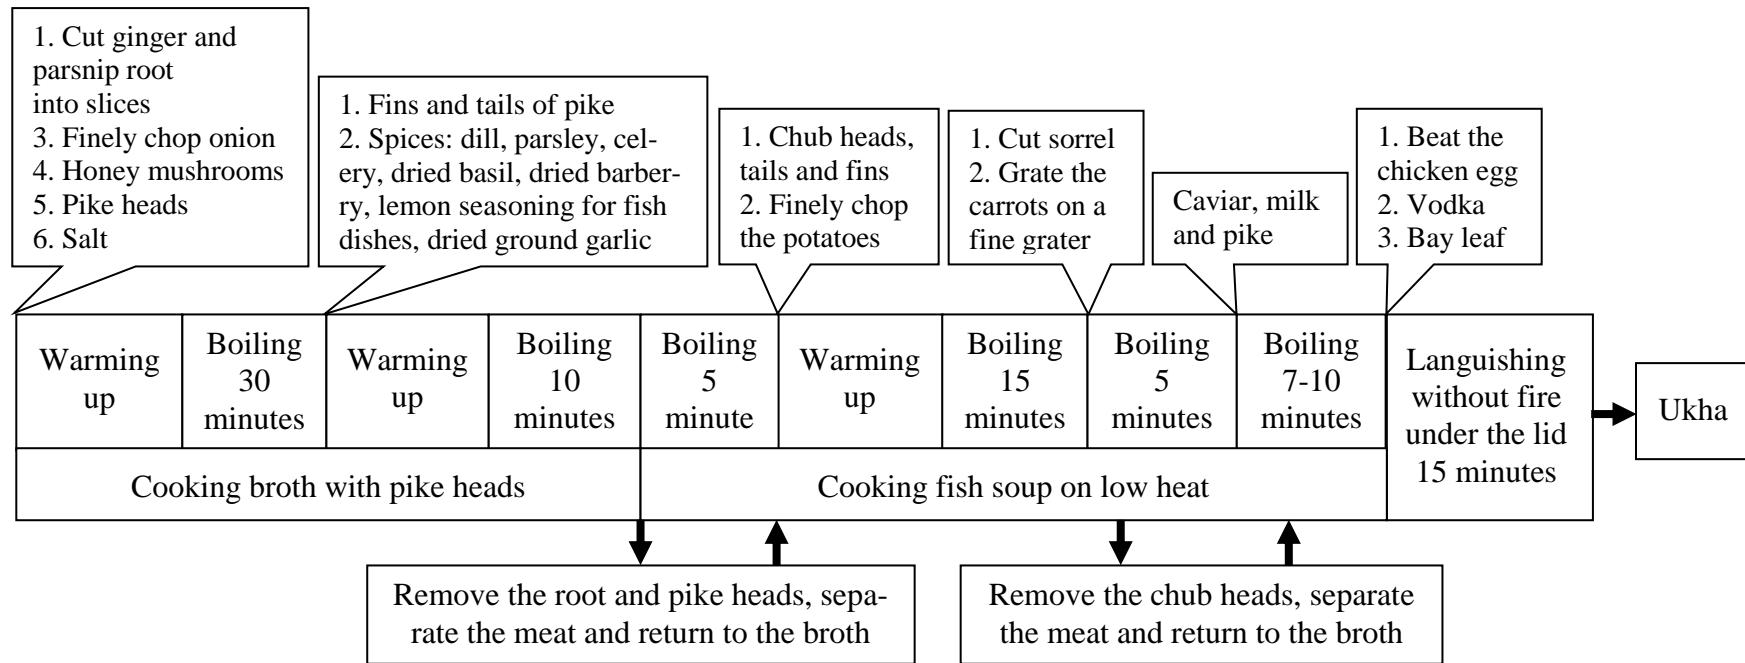 1. Cut ginger and
parsnip root
into slices
3. Finely chop onion
4. Honey mushrooms
5. Pike heads
6. Salt
1. Fins and tails of pike
2. Spices: dill, parsley, cel-
ery, dried basil, dried barber-
ry, lemon seasoning for fish
dishes, dried ground garlic
1. Chub heads,
tails and fins
2. Finely chop
the potatoes
1. Cut sorrel
2. Grate the
carrots on a
fine grater
Caviar, milk
and pike
1. Beat the
chicken egg
2. Vodka
3. Bay leaf
Warming
up
Boiling
30
minutes
Warming
up
Boiling
10
minutes
Boiling
5
minute
Warming
up
Boiling
15
minutes
Boiling
5
minutes
Boiling
7-10
minutes
Languishing
without fire
under the lid
15 minutes
Ukha
Cooking broth with pike heads
Cooking fish soup on low heat
Remove the root and pike heads, sepa-
rate the meat and return to the broth
Remove the chub heads, separate
the meat and return to the broth